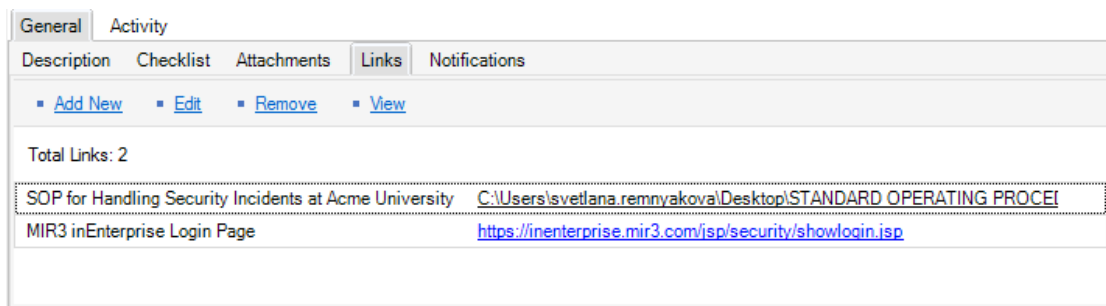 General Activity
Description Checklist Attachments Links Notifications
Add New Edit Remove View
Total Links: 2
SOP for Handling Security Incidents at Acme University C:\Users\svetlana.remnyakova\Desktop\STANDARD OPERATING
MIR3 inEnterprise Login Page https://inenterprise.mir3.com/jsp/security/showlogin.jsp